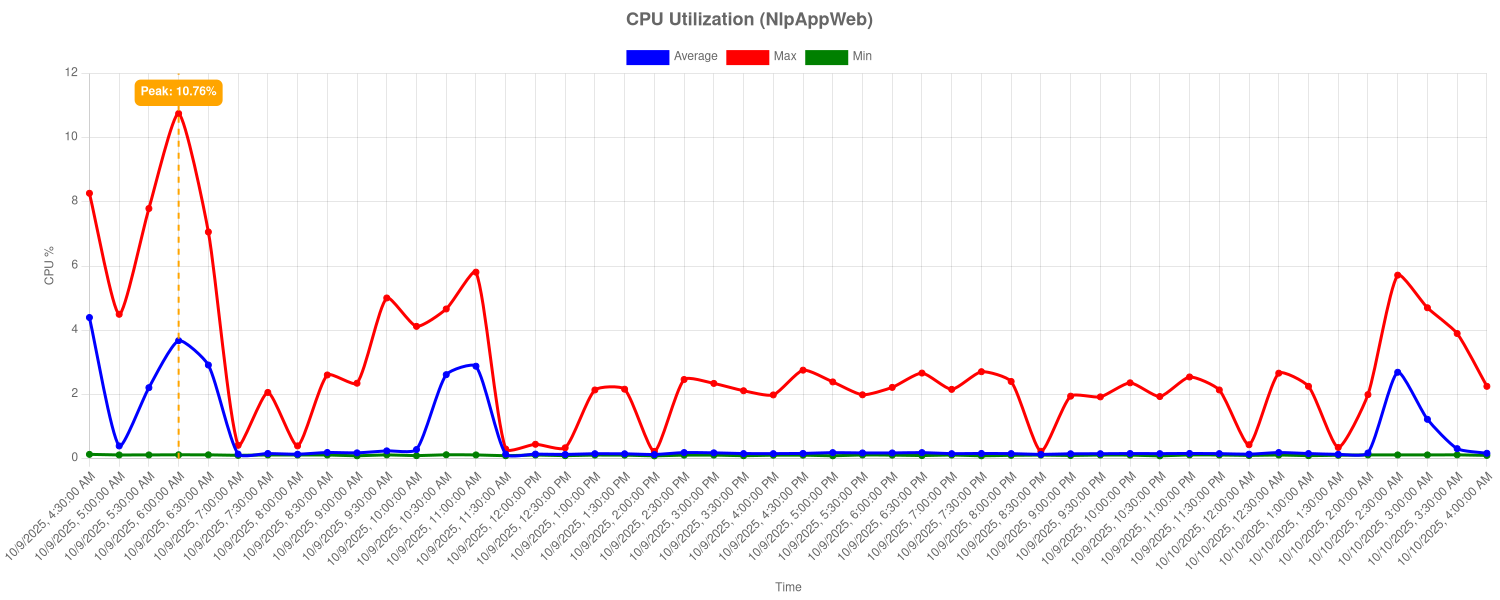 CPU Utilization (NlpAppWeb)
Average Max Min
Peak: 10.76%
12
10
8
6
4
2
0
CPU %
10/9/2025, 4:30:00 AM
10/9/2025, 5:00:00 AM
10/9/2025, 5:30:00 AM
10/9/2025, 6:00:00 AM
10/9/2025, 6:30:00 AM
10/9/2025, 7:00:00 AM
10/9/2025, 7:30:00 AM
10/9/2025, 8:00:00 AM
10/9/2025, 8:30:00 AM
10/9/2025, 9:00:00 AM
10/9/2025, 9:30:00 AM
10/9/2025, 10:00:00 AM
10/9/2025, 10:30:00 AM
10/9/2025, 11:00:00 AM
10/9/2025, 11:30:00 AM
10/9/2025, 12:00:00 PM
10/9/2025, 12:30:00 PM
10/9/2025, 1:00:00 PM
10/9/2025, 1:30:00 PM
10/9/2025, 2:00:00 PM
10/9/2025, 2:30:00 PM
10/9/2025, 3:00:00 PM
10/9/2025, 3:30:00 PM
10/9/2025, 4:00:00 PM
10/9/2025, 4:30:00 PM
10/9/2025, 5:00:00 PM
10/9/2025, 5:30:00 PM
10/9/2025, 6:00:00 PM
10/9/2025, 6:30:00 PM
10/9/2025, 7:00:00 PM
10/9/2025, 7:30:00 PM
10/9/2025, 8:00:00 PM
10/9/2025, 8:30:00 PM
10/9/2025, 9:00:00 PM
10/9/2025, 9:30:00 PM
10/9/2025, 10:00:00 PM
10/9/2025, 10:30:00 PM
10/9/2025, 11:00:00 PM
10/9/2025, 11:30:00 PM
10/10/2025, 12:00:00 AM
10/10/2025, 12:30:00 AM
10/10/2025, 1:00:00 AM
10/10/2025, 1:30:00 AM
10/10/2025, 2:00:00 AM
10/10/2025, 2:30:00 AM
10/10/2025, 3:00:00 AM
10/10/2025, 3:30:00 AM
10/10/2025, 4:00:00 AM
Time